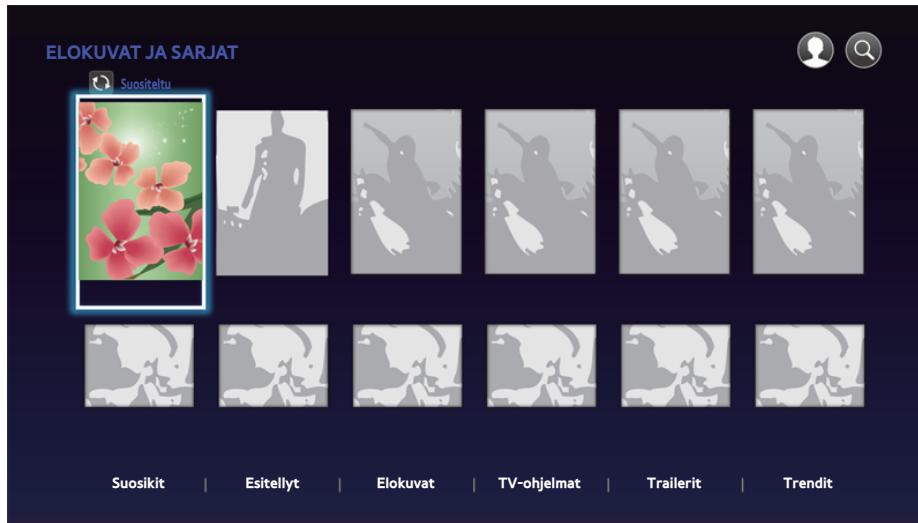 ELOKUVAT JA SARJAT
Suositeltu
Suosikit | Esitellyt | Elokuvat | TV-ohjelmat | Trailerit | Trendit